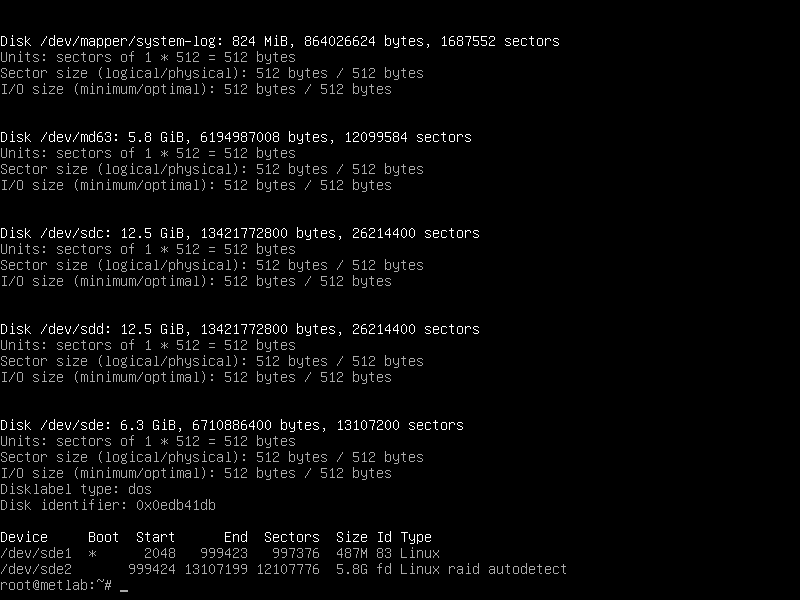 Disk /dev/mapper/system-log: 824 MiB, 864026624 bytes, 1687552 sectors
Units: sectors of 1 * 512 = 512 bytes
Sector size (logical/physical): 512 bytes / 512 bytes
I/O size (minimum/optimal): 512 bytes / 512 bytes
Disk /dev/md63: 5.8 GiB, 6194987008 bytes, 12099584 sectors
Units: sectors of 1 * 512 = 512 bytes
Sector size (logical/physical): 512 bytes / 512 bytes
I/O size (minimum/optimal): 512 bytes / 512 bytes
Disk /dev/sdc: 12.5 GiB, 13421772800 bytes, 26214400 sectors
Units: sectors of 1 * 512 = 512 bytes
Sector size (logical/physical): 512 bytes / 512 bytes
I/O size (minimum/optimal): 512 bytes / 512 bytes
Disk /dev/sdd: 12.5 GiB, 13421772800 bytes, 26214400 sectors
Units: sectors of 1 * 512 = 512 bytes
Sector size (logical/physical): 512 bytes / 512 bytes
I/O size (minimum/optimal): 512 bytes / 512 bytes
Disk /dev/sde: 6.3 GiB, 6710886400 bytes, 13107200 sectors
Units: sectors of 1 * 512 = 512 bytes
Sector size (logical/physical): 512 bytes / 512 bytes
I/O size (minimum/optimal): 512 bytes / 512 bytes
Disklabel type: dos
Disk identifier: 0x0edb41db
Device     Boot  Start      End  Sectors  Size Id Type
/dev/sde1  *      2048   999423   997376  487M 83 Linux
/dev/sde2       999424 13107199 12107776  5.8G fd Linux raid autodetect
root@metlab:~# _